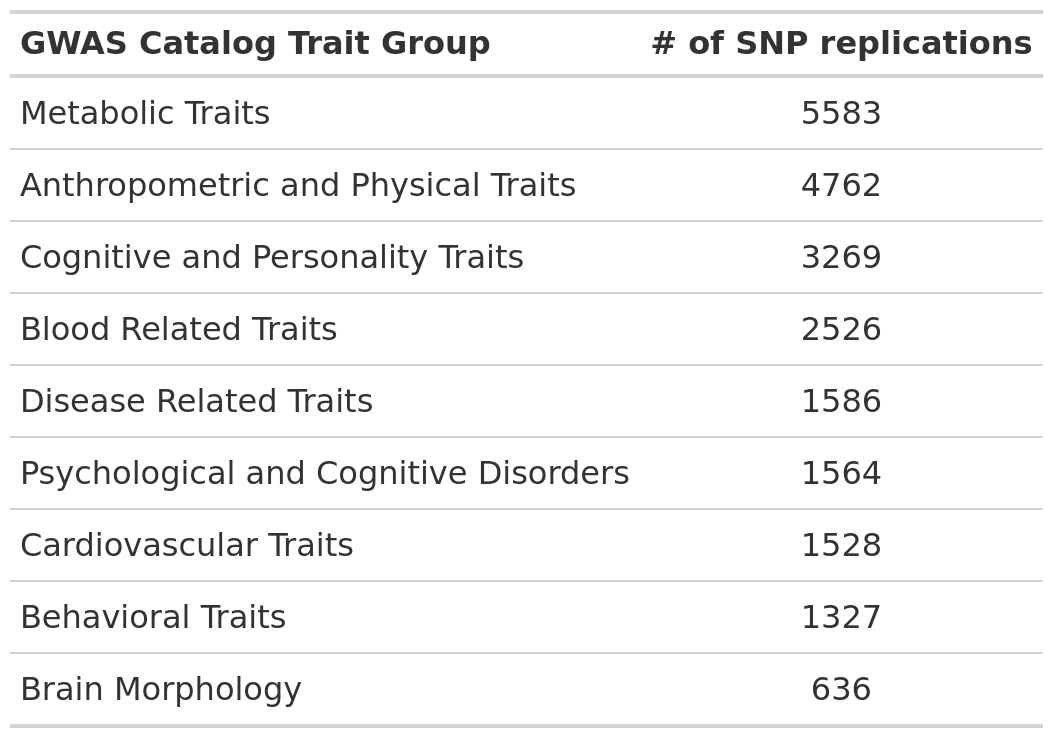 GWAS Catalog Trait Group # of SNP replications
Metabolic Traits 5583
Anthropometric and Physical Traits 4762
Cognitive and Personality Traits 3269
Blood Related Traits 2526
Disease Related Traits 1586
Psychological and Cognitive Disorders 1564
Cardiovascular Traits 1528
Behavioral Traits 1327
Brain Morphology 636